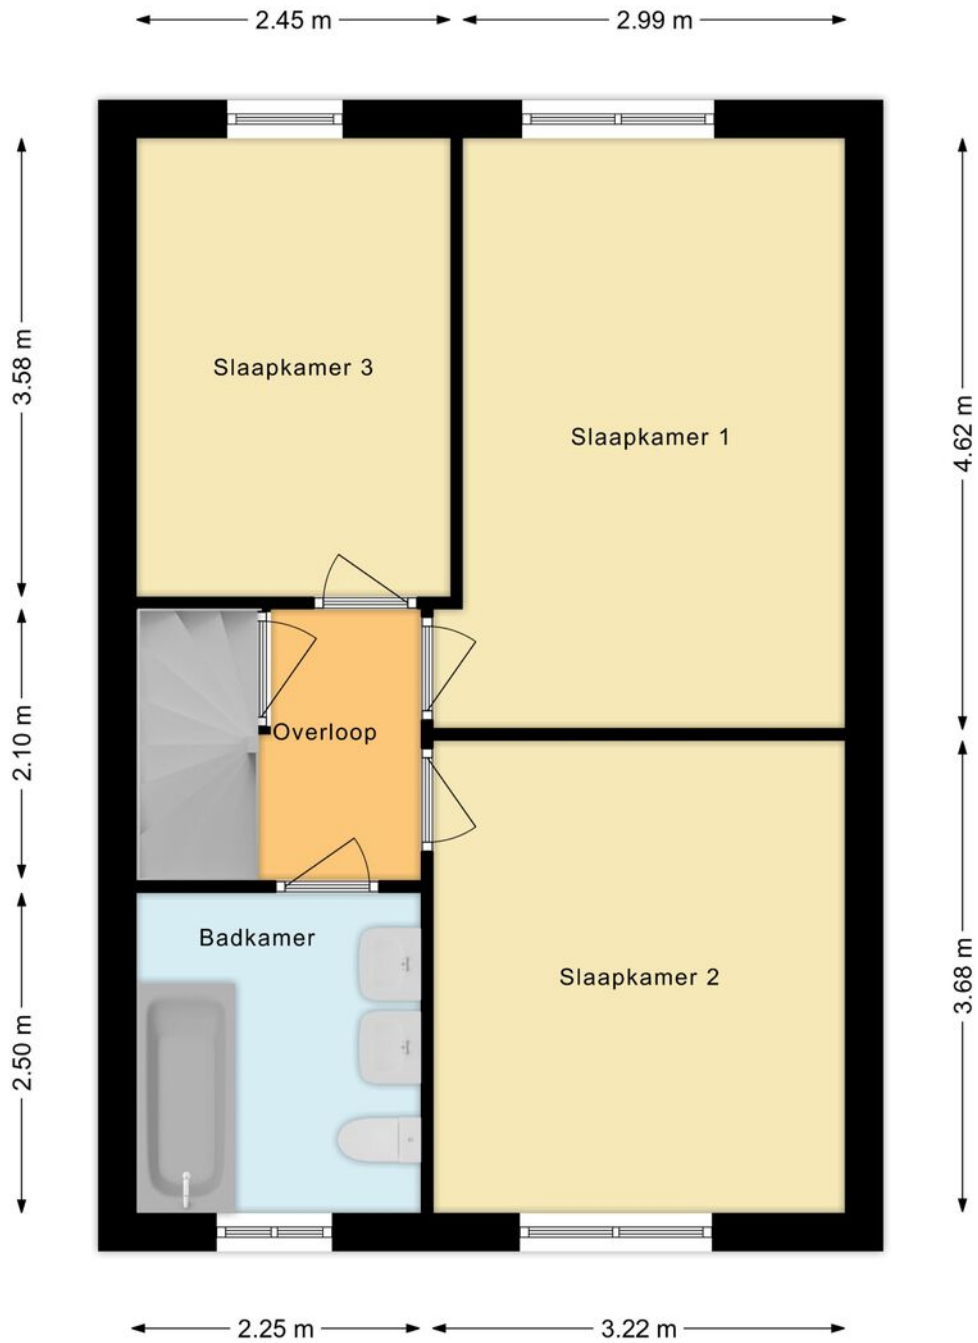 2.45 m
2.99 m
3.58 m
Slaapkamer 3
Slaapkamer 1
4.62 m
2.10 m
Overloop
Badkamer
Slaapkamer 2
3.68 m
2.50 m
2.25 m
3.22 m